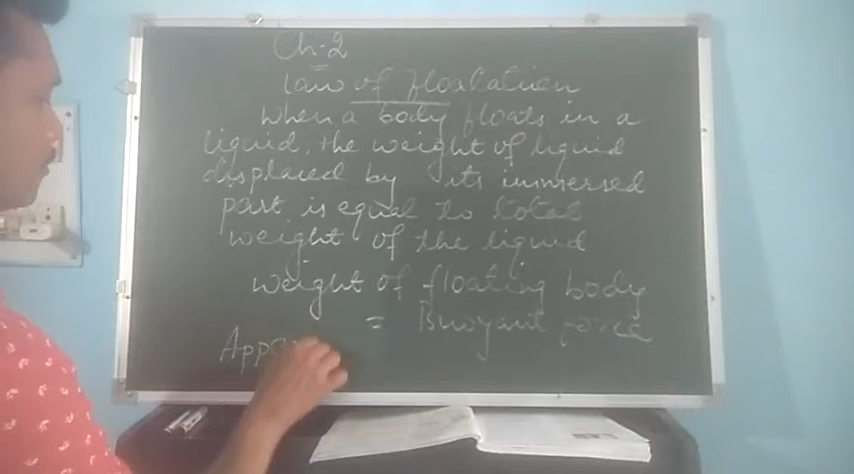 Ch-2
law of floatation
When a body floats in a
liquid, the weight of liquid
displaced by its immersed
part, is equal to total
weight of the liquid
weight of floating body
= Buoyant force
Appa